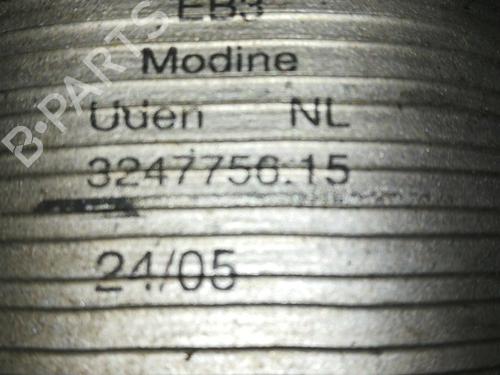 EB3
Modine
Uden NL
3247756.15
24/05
B-PARTS